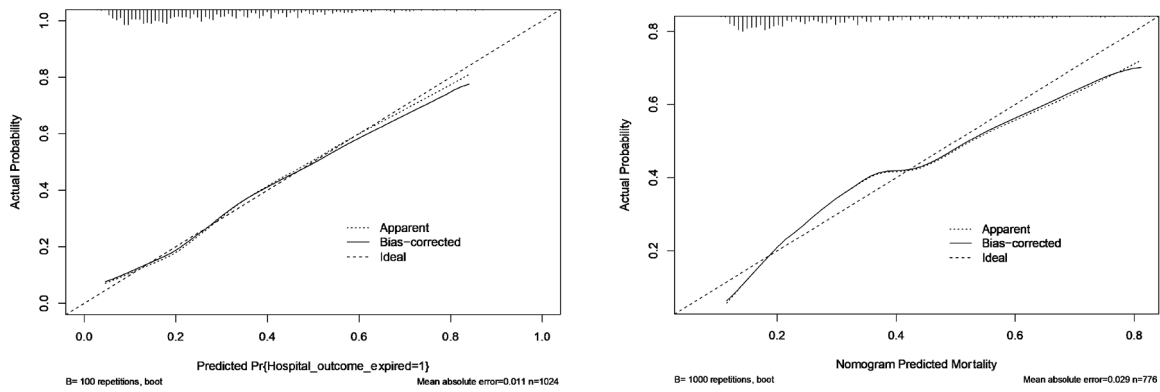 1.0
0.8
0.6
0.4
0.2
0.0
Actual Probability
Apparent
Bias-corrected
Ideal
0.0 0.2 0.4 0.6 0.8 1.0
Predicted Pr{Hospital_outcome_expired=1}
B= 100 repetitions, boot Mean absolute error=0.011 n=1024
0.8
0.6
0.4
0.2
Actual Probability
Apparent
Bias-corrected
Ideal
0.2 0.4 0.6 0.8
Nomogram Predicted Mortality
B= 1000 repetitions, boot Mean absolute error=0.029 n=776